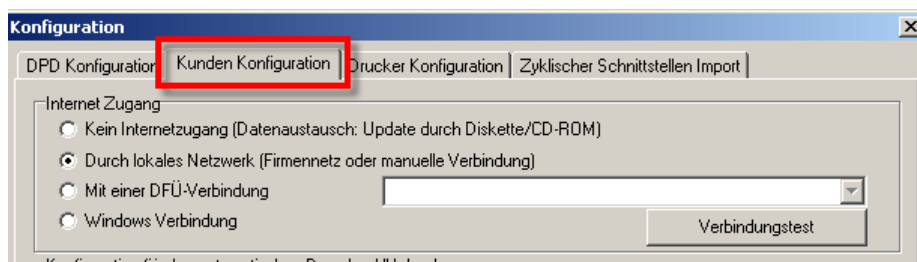 Konfiguration
DPD Konfiguration Kunden Konfiguration Drucker Konfiguration Zyklischer Schnittstellen Import
Internet Zugang
Kein Internetzugang (Datenaustausch: Update durch Diskette/CD-ROM)
Durch lokales Netzwerk (Firmennetz oder manuelle Verbindung)
Mit einer DFÜ-Verbindung
Windows Verbindung Verbindungstest